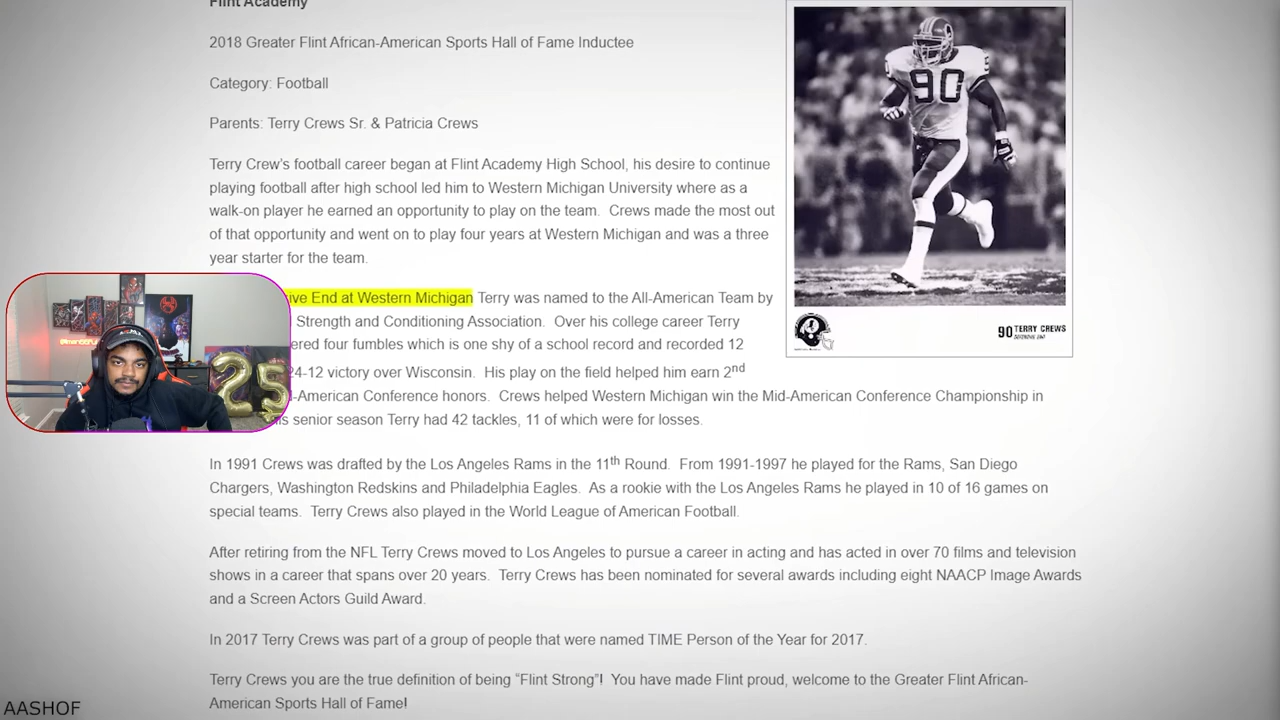 Flint Academy
2018 Greater Flint African-American Sports Hall of Fame Inductee
Category: Football
Parents: Terry Crews Sr. & Patricia Crews
Terry Crew's football career began at Flint Academy High School, his desire to continue
playing football after high school led him to Western Michigan University where as a
walk-on player he earned an opportunity to play on the team.  Crews made the most out
of that opportunity and went on to play four years at Western Michigan and was a three
year starter for the team.
90
90 TERRY CREWS
DEFENSIVE END
End at Western Michigan Terry was named to the All-American Team by
Strength and Conditioning Association.  Over his college career Terry
four fumbles which is one shy of a school record and recorded 12
24-12 victory over Wisconsin.  His play on the field helped him earn 2nd
-American Conference honors.  Crews helped Western Michigan win the Mid-American Conference Championship in
senior season Terry had 42 tackles, 11 of which were for losses.
25
In 1991 Crews was drafted by the Los Angeles Rams in the 11th Round.  From 1991-1997 he played for the Rams, San Diego
Chargers, Washington Redskins and Philadelphia Eagles.  As a rookie with the Los Angeles Rams he played in 10 of 16 games on
special teams.  Terry Crews also played in the World League of American Football.
After retiring from the NFL Terry Crews moved to Los Angeles to pursue a career in acting and has acted in over 70 films and television
shows in a career that spans over 20 years.  Terry Crews has been nominated for several awards including eight NAACP Image Awards
and a Screen Actors Guild Award.
In 2017 Terry Crews was part of a group of people that were named TIME Person of the Year for 2017.
Terry Crews you are the true definition of being “Flint Strong”!  You have made Flint proud, welcome to the Greater Flint African-
American Sports Hall of Fame!
AASHOF